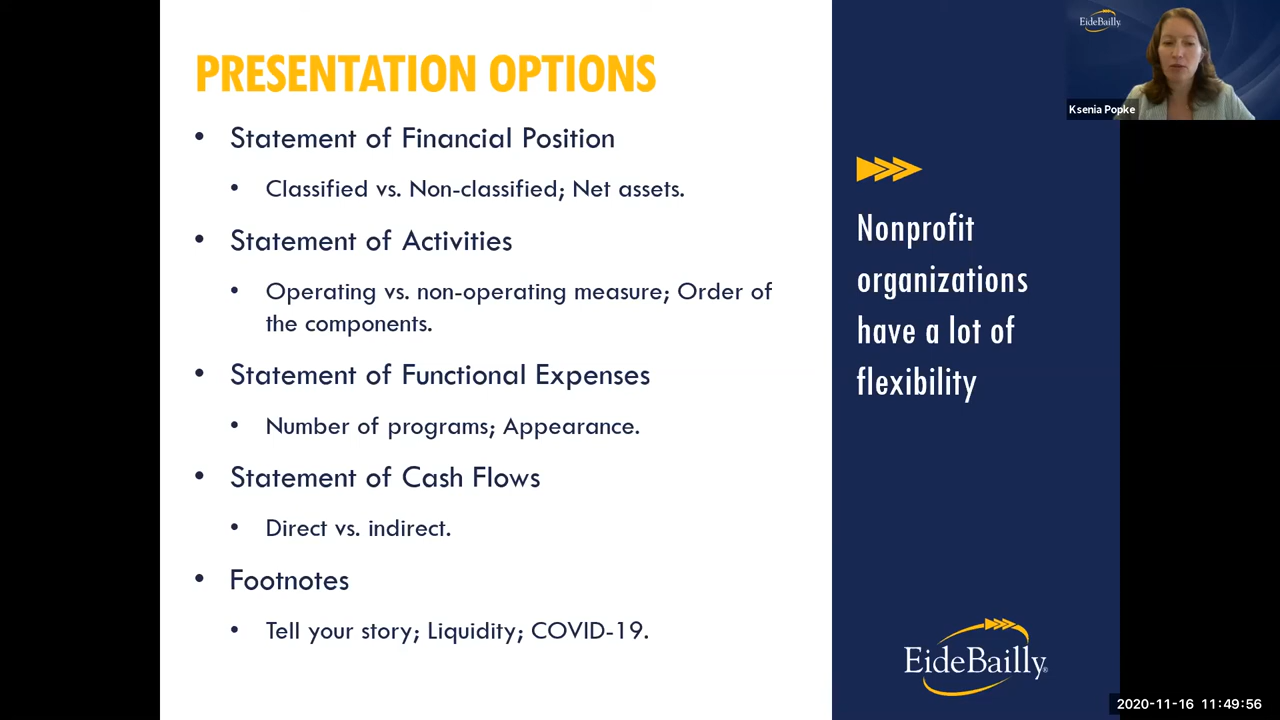 PRESENTATION OPTIONS
• Statement of Financial Position
• Classified vs. Non-classified; Net assets.
• Statement of Activities
• Operating vs. non-operating measure; Order of
the components.
• Statement of Functional Expenses
• Number of programs; Appearance.
• Statement of Cash Flows
• Direct vs. indirect.
• Footnotes
• Tell your story; Liquidity; COVID-19.
Nonprofit
organizations
have a lot of
flexibility
EideBailly®
EideBailly
Ksenia Popke
2020-11-16 11:49:56